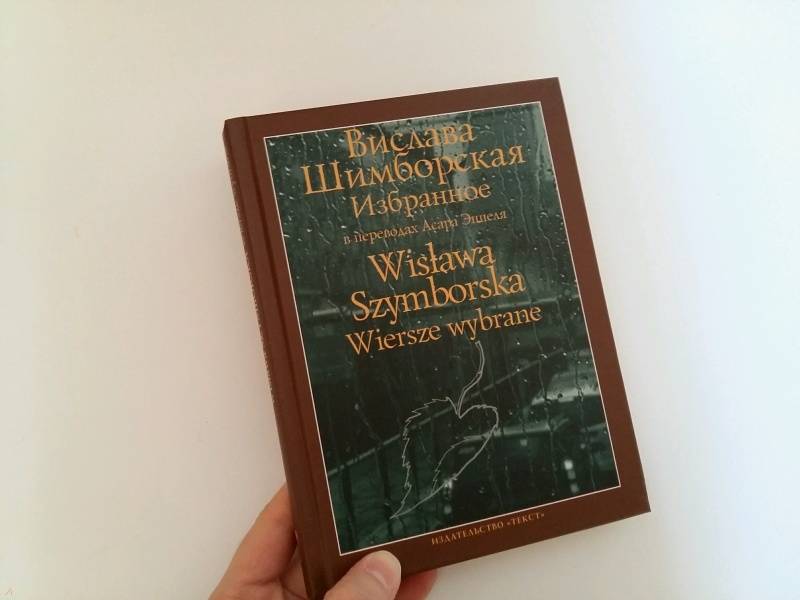 Вислава
Шимборская
Избранное
в переводах Асара Эппеля
Wisława
Szymborska
Wiersze wybrane
ИЗДАТЕЛЬСТВО «ТЕКСТ»